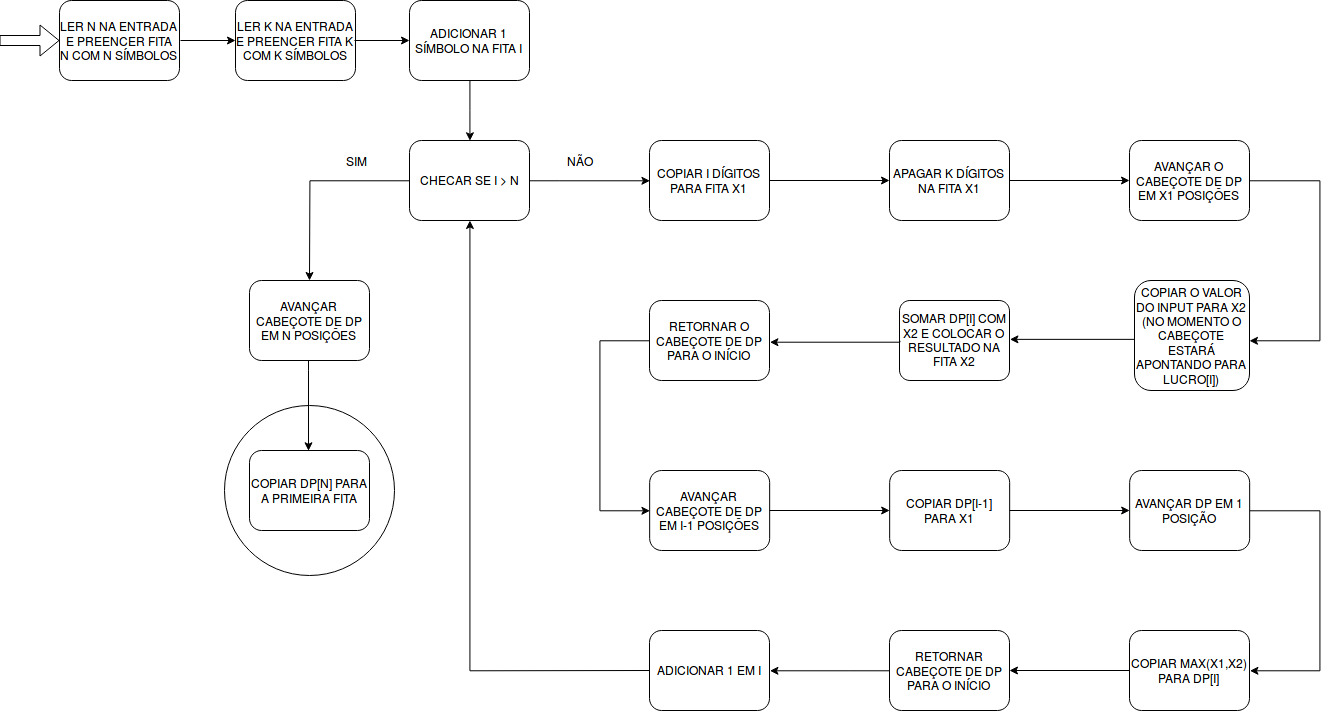 LER N NA ENTRADA
E PREENCER FITA
N COM N SÍMBOLOS
LER K NA ENTRADA
E PREENCER FITA K
COM K SÍMBOLOS
ADICIONAR 1
SÍMBOLO NA FITA I
SIM
CHECAR SE I > N
NÃO
COPIAR I DÍGITOS
PARA FITA X1
APAGAR K DÍGITOS
NA FITA X1
AVANÇAR O
CABEÇOTE DE DP
EM X1 POSIÇÕES
COPIAR O VALOR
DO INPUT PARA X2
(NO MOMENTO O
CABEÇOTE
ESTARÁ
APONTANDO PARA
LUCRO[I])
SOMAR DP[I] COM
X2 E COLOCAR O
RESULTADO NA
FITA X2
RETORNAR O
CABEÇOTE DE DP
PARA O INÍCIO
AVANÇAR
CABEÇOTE DE DP
EM I-1 POSIÇÕES
COPIAR DP[I-1]
PARA X1
AVANÇAR DP EM 1
POSIÇÃO
COPIAR MAX(X1,X2)
PARA DP[I]
RETORNAR
CABEÇOTE DE DP
PARA O INÍCIO
ADICIONAR 1 EM I
AVANÇAR
CABEÇOTE DE DP
EM N POSIÇÕES
COPIAR DP[N] PARA
A PRIMEIRA FITA